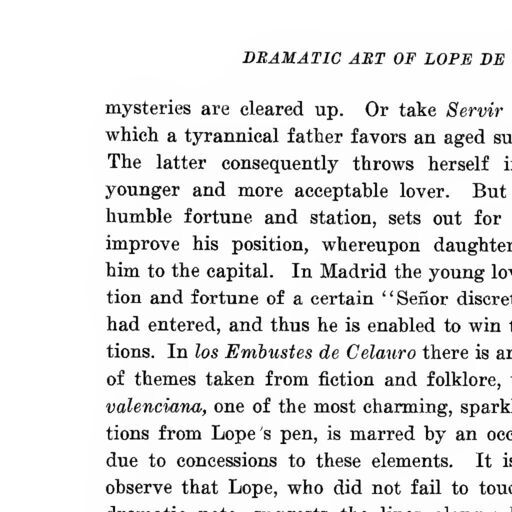 DRAMATIC ART OF LOPE DE
mysteries are cleared up. Or take Servir
which a tyrannical father favors an aged su
The latter consequently throws herself i
younger and more acceptable lover. But
humble fortune and station, sets out for
improve his position, whereupon daughter
him to the capital. In Madrid the young lov
tion and fortune of a certain “Señor discret
had entered, and thus he is enabled to win t
tions. In los Embustes de Celauro there is an
of themes taken from fiction and folklore,
valenciana, one of the most charming, spark
tions from Lope's pen, is marred by an occ
due to concessions to these elements. It is
observe that Lope, who did not fail to touc